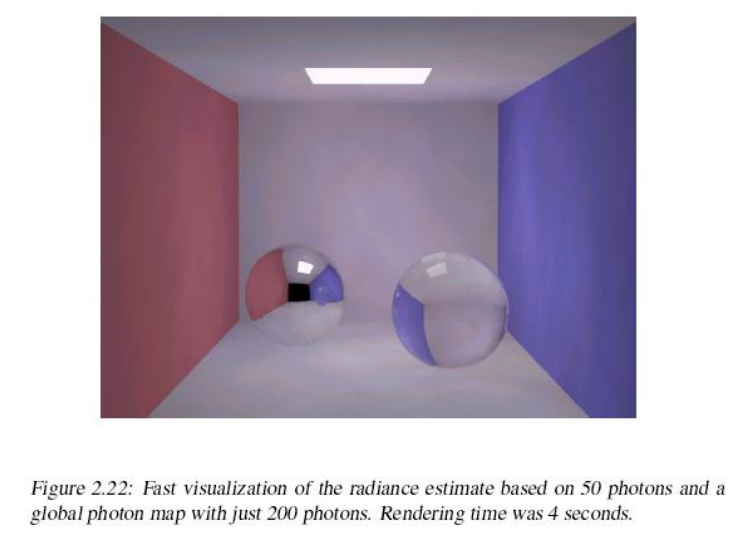 Figure 2.22: Fast visualization of the radiance estimate based on 50 photons and a
global photon map with just 200 photons. Rendering time was 4 seconds.